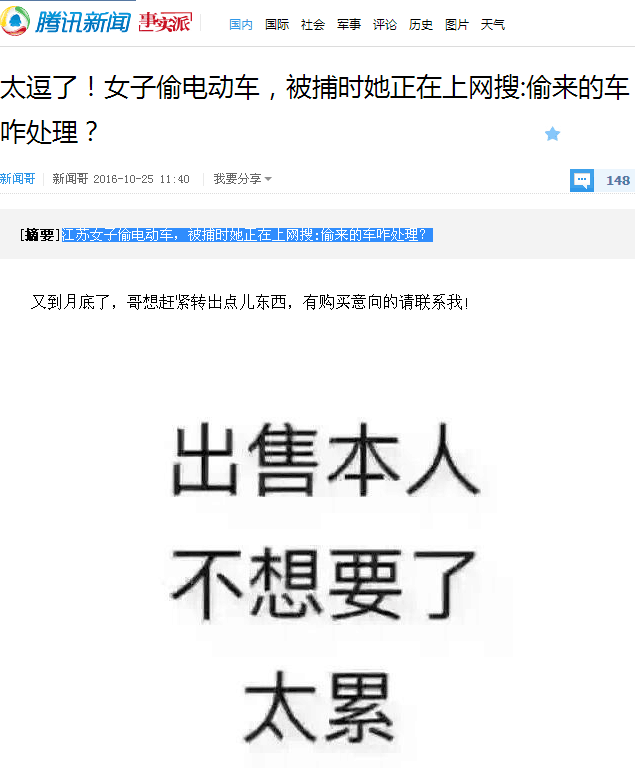 腾讯新闻 事实派 国内 国际 社会 军事 评论 历史 图片 天气
太逗了！女子偷电动车，被捕时她正在上网搜:偷来的车
咋处理？
新闻哥 新闻哥 2016-10-25 11:40 我要分享 148
[摘要]江苏女子偷电动车，被捕时她正在上网搜:偷来的车咋处理？
又到月底了，哥想赶紧转出点儿东西，有购买意向的请联系我！
出售本人
不想要了
太累